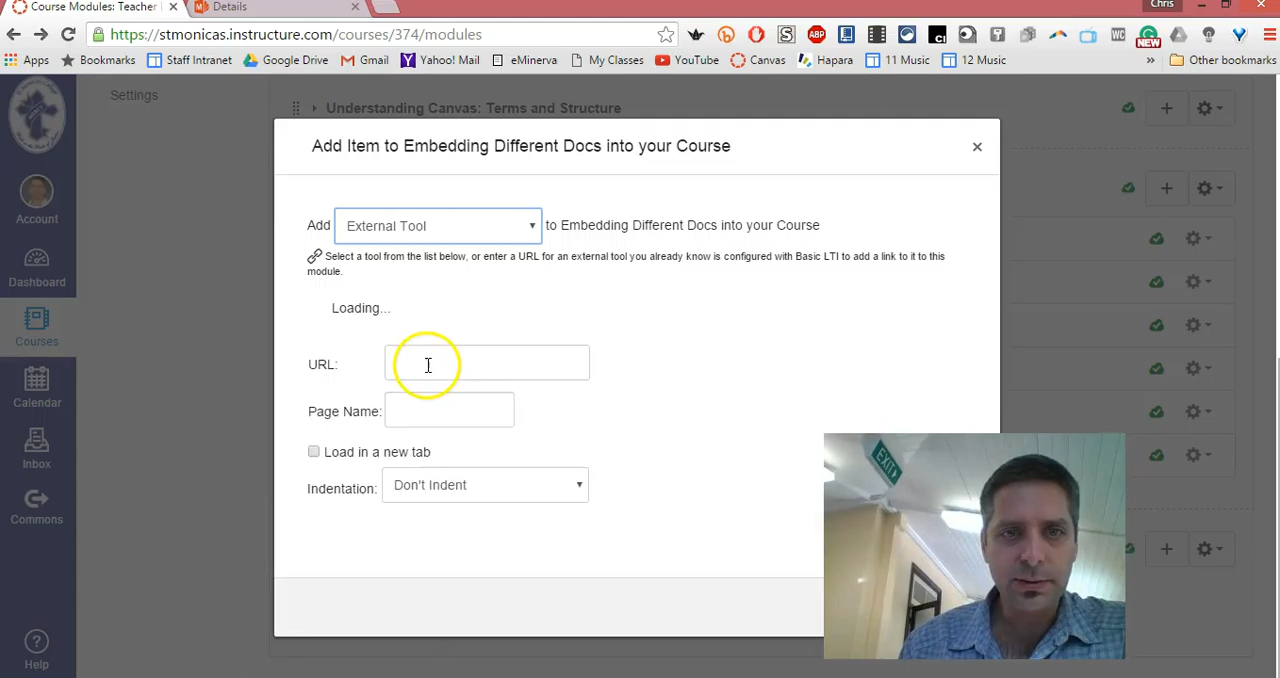 Course Modules: Teacher
Details
Chris
https://stmonicas.instructure.com/courses/374/modules
Apps
Bookmarks
Staff Intranet
Google Drive
Gmail
Yahoo! Mail
eMinerva
My Classes
YouTube
Canvas
Hapara
11 Music
12 Music
»
Other bookmarks
NEW
ABP
Settings
Understanding Canvas: Terms and Structure
Add Item to Embedding Different Docs into your Course
Add External Tool to Embedding Different Docs into your Course
Select a tool from the list below, or enter a URL for an external tool you already know is configured with Basic LTI to add a link to it to this
module.
Loading...
URL:
Page Name:
Load in a new tab
Indentation: Don't Indent
Account
Dashboard
Courses
Calendar
Inbox
Commons
Help
EXIT